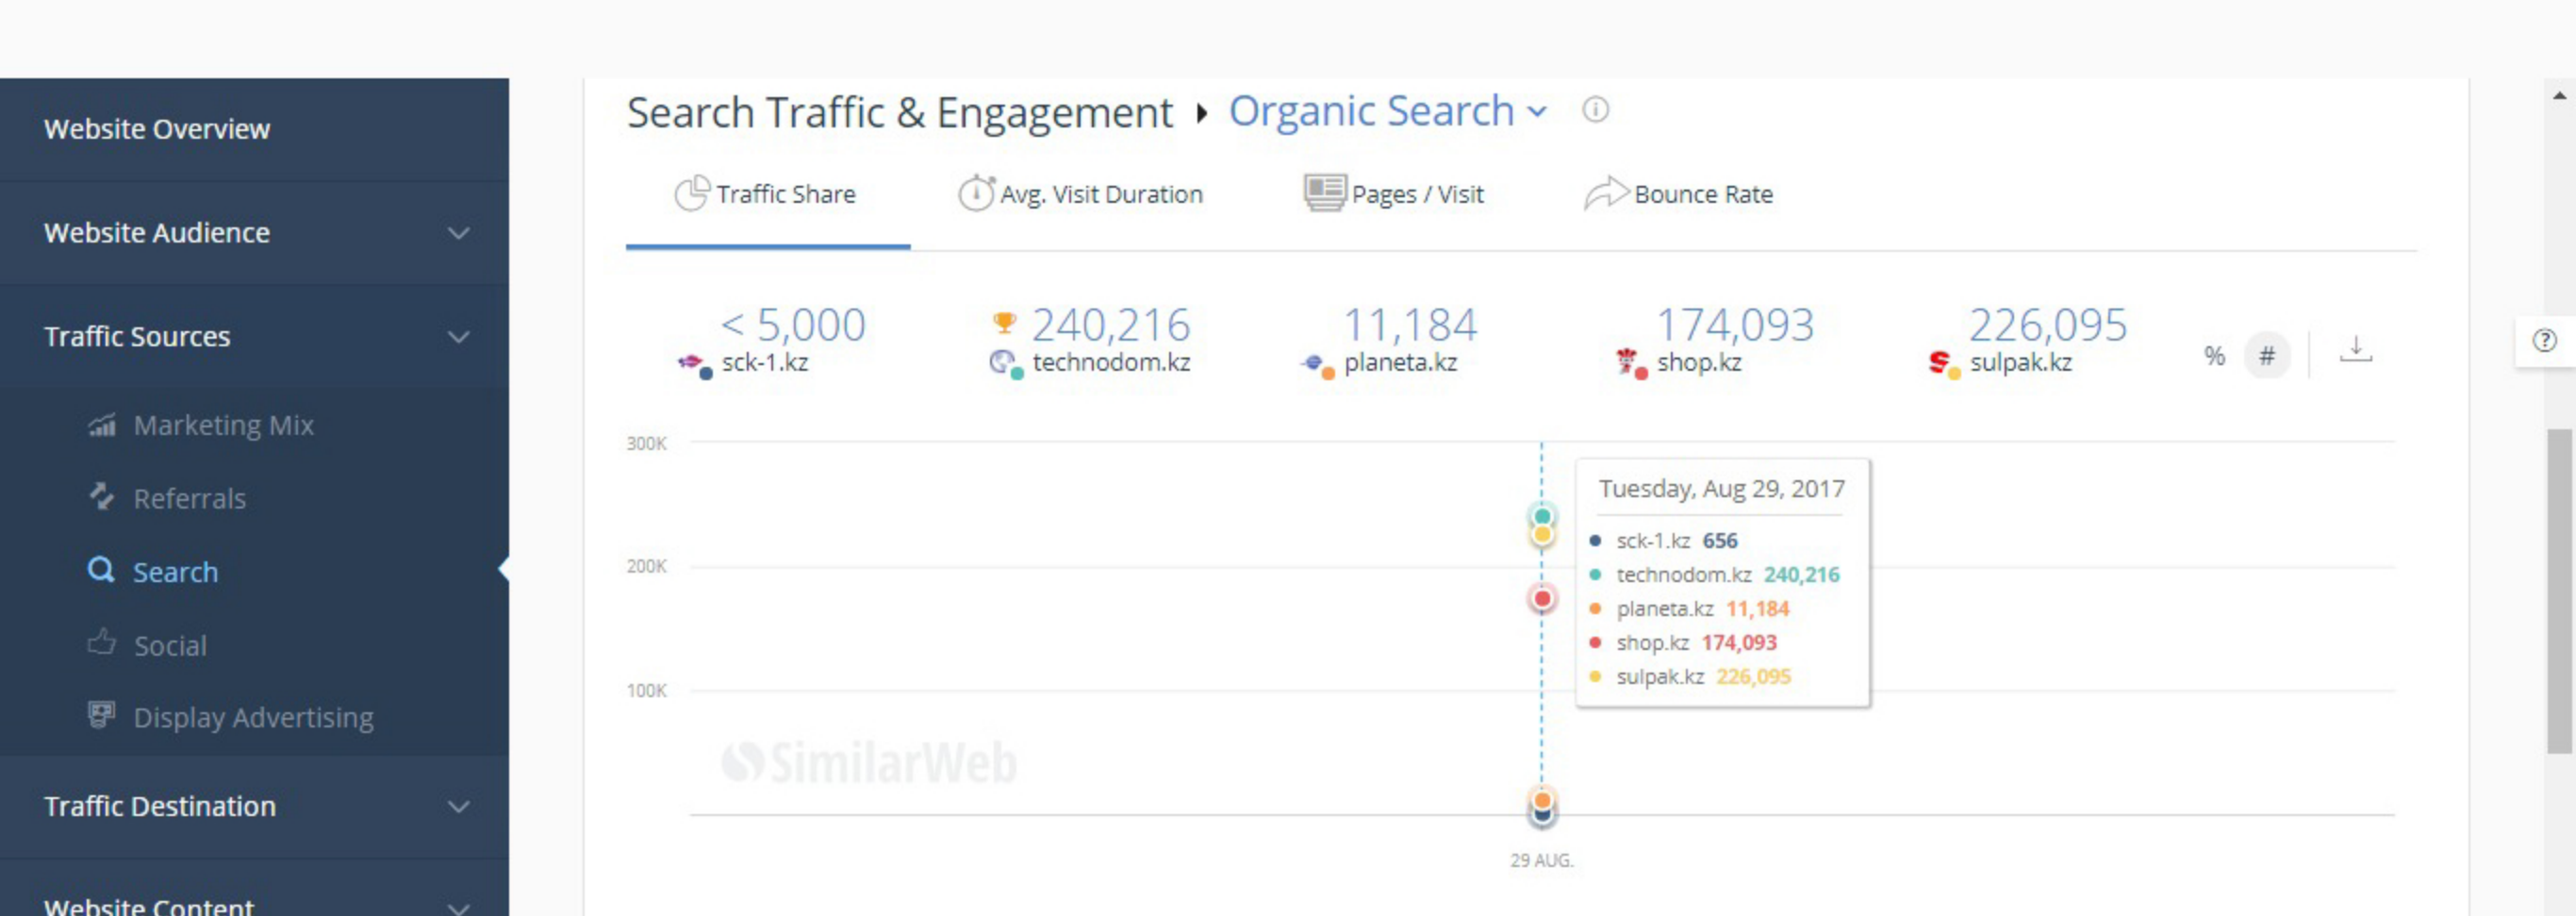 Website Overview
Website Audience
Traffic Sources
Marketing Mix
Referrals
Search
Social
Display Advertising
Traffic Destination
Website Content
Search Traffic & Engagement Organic Search
Traffic Share Avg. Visit Duration Pages / Visit Bounce Rate
< 5,000 240,216 11,184 174,093 226,095
sck-1.kz technodom.kz planeta.kz shop.kz sulpak.kz % #
300K
200K
100K
Tuesday, Aug 29, 2017
sck-1.kz 656
technodom.kz 240,216
planeta.kz 11,184
shop.kz 174,093
sulpak.kz 226,095
SimilarWeb
29 AUG.